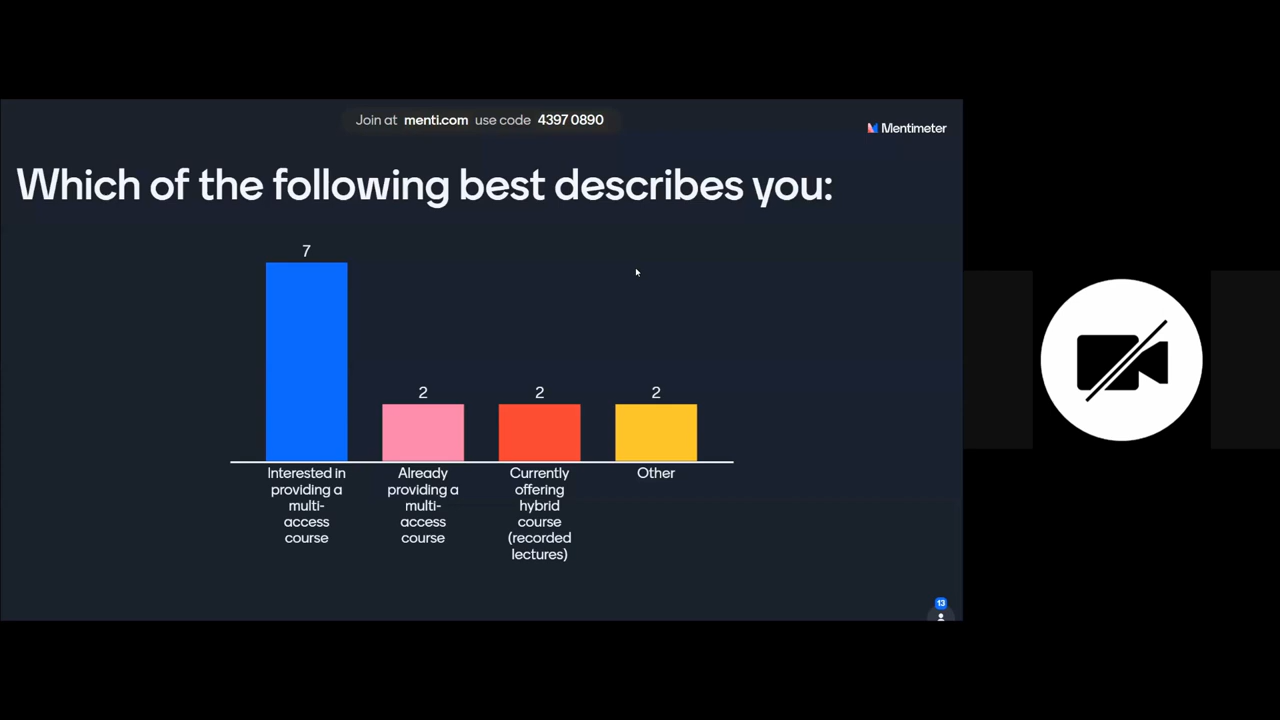 Join at menti.com use code 4397 0890
Mentimeter
Which of the following best describes you:
7
2
2
2
Interested in
providing a
multi-
access
course
Already
providing a
multi-
access
course
Currently
offering
hybrid
course
(recorded
lectures)
Other
13